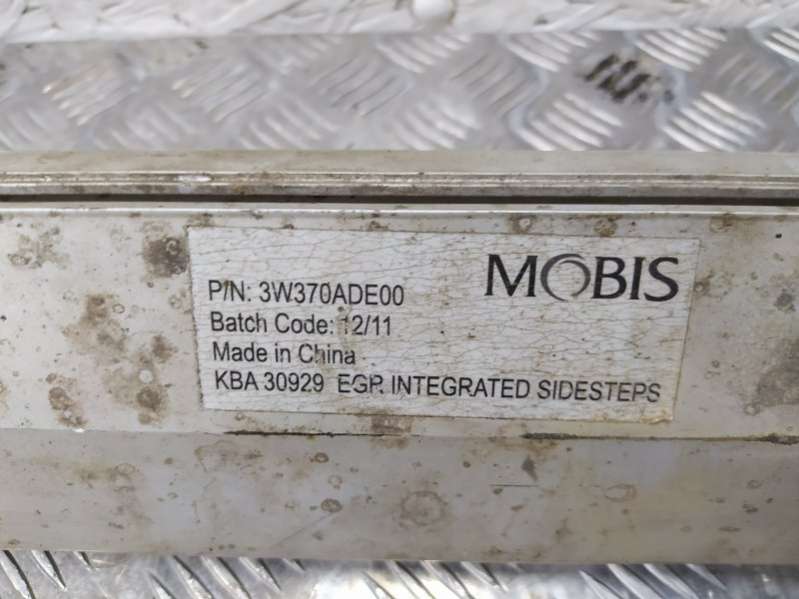 MOBIS
P/N: 3W370ADE00
Batch Code: 12/11
Made in China
KBA 30929 EGR INTEGRATED SIDESTEPS